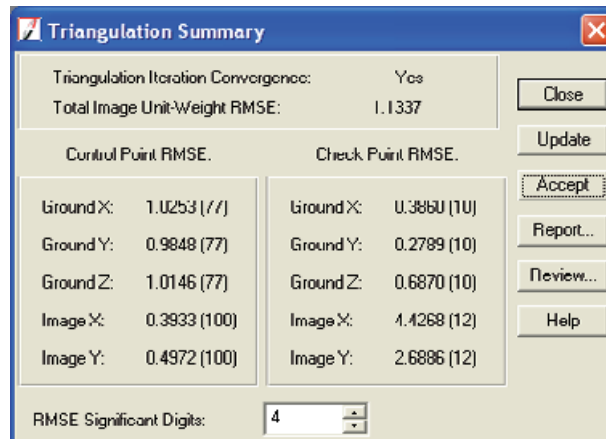 Triangulation Summary
Triangulation Iteration Convergence: Yes
Total Image Unit-Weight RMSE: 1.1337
Control Point RMSE. Check Point RMSE.
Ground X: 1.0253 (77) Ground X: 0.3860 (10)
Ground Y: 0.9848 (77) Ground Y: 0.2789 (10)
Ground Z: 1.0146 (77) Ground Z: 0.6870 (10)
Image X: 0.3933 (100) Image X: 4.4268 (12)
Image Y: 0.4972 (100) Image Y: 2.6886 (12)
RMSE Significant Digits: 4
Close
Update
Accept
Report...
Review...
Help